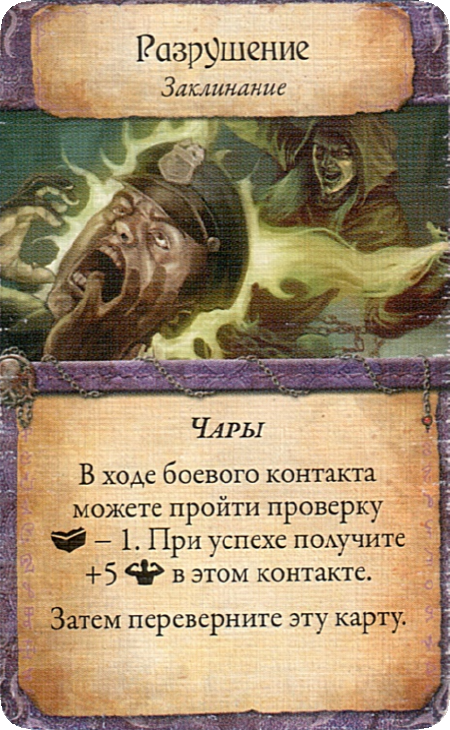 Разрушение
Заклинание
Чары
В ходе боевого контакта
можете пройти проверку
– 1. При успехе получите
+5 в этом контакте.
Затем переверните эту карту.